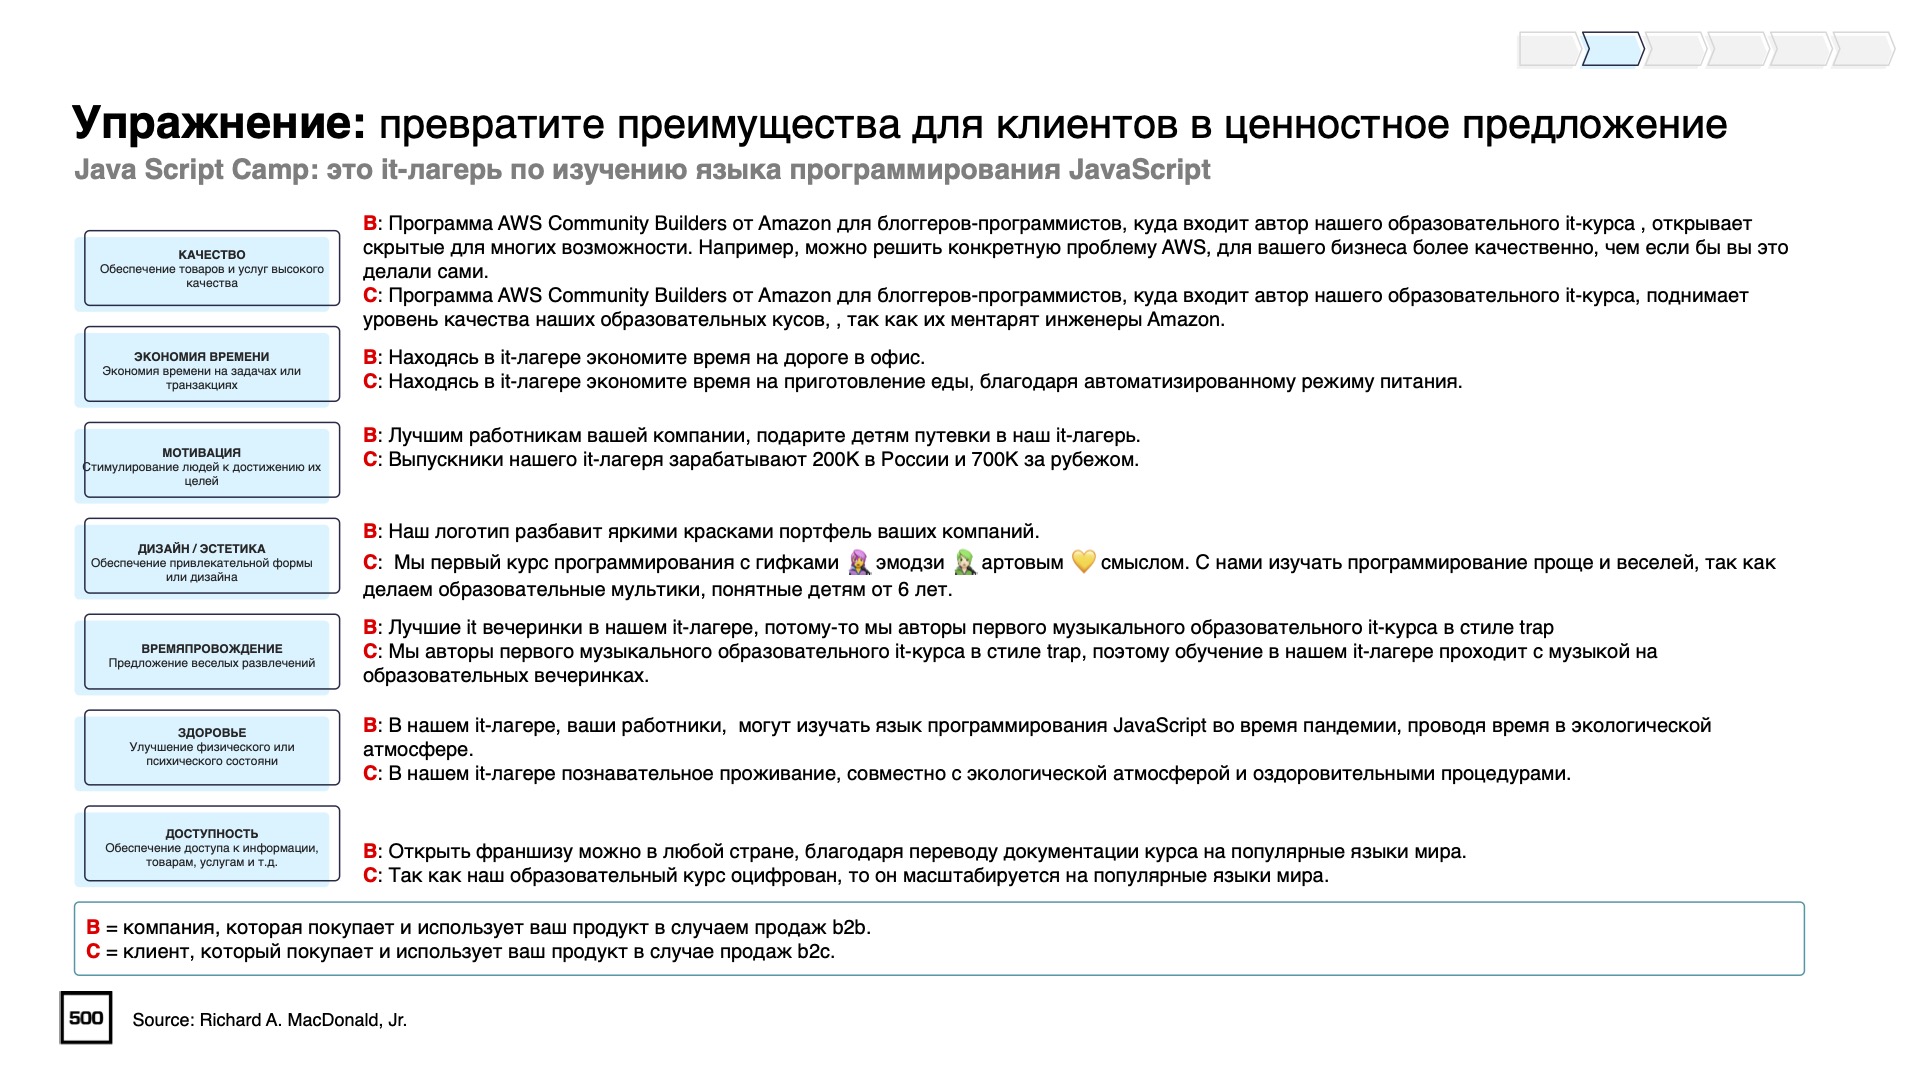 Упражнение: превратите преимущества для клиентов в ценностное предложение
Java Script Camp: это it-лагерь по изучению языка программирования JavaScript
КАЧЕСТВО
Обеспечение товаров и услуг высокого
качества
B: Программа AWS Community Builders от Amazon для блоггеров-программистов, куда входит автор нашего образовательного it-курса , открывает
скрытые для многих возможности. Например, можно решить конкретную проблему AWS, для вашего бизнеса более качественно, чем если бы вы это
делали сами.
C: Программа AWS Community Builders от Amazon для блоггеров-программистов, куда входит автор нашего образовательного it-курса, поднимает
уровень качества наших образовательных кусов, , так как их ментарят инженеры Amazon.
ЭКОНОМИЯ ВРЕМЕНИ
Экономия времени на задачах или
транзакциях
B: Находясь в it-лагере экономите время на дороге в офис.
C: Находясь в it-лагере экономите время на приготовление еды, благодаря автоматизированному режиму питания.
МОТИВАЦИЯ
Стимулирование людей к достижению их
целей
B: Лучшим работникам вашей компании, подарите детям путевки в наш it-лагерь.
C: Выпускники нашего it-лагеря зарабатывают 200K в России и 700K за рубежом.
ДИЗАЙН / ЭСТЕТИКА
Обеспечение привлекательной формы
или дизайна
B: Наш логотип разбавит яркими красками портфель ваших компаний.
C: Мы первый курс программирования с гифками 👩‍🎤 эмодзи 👩‍🎤 артовым 💛 смыслом. С нами изучать программирование проще и веселей, так как
делаем образовательные мультики, понятные детям от 6 лет.
ВРЕМЯПРОВОЖДЕНИЕ
Предложение веселых развлечений
B: Лучшие it вечеринки в нашем it-лагере, потому-то мы авторы первого музыкального образовательного it-курса в стиле trap
C: Мы авторы первого музыкального образовательного it-курса в стиле trap, поэтому обучение в нашем it-лагере проходит с музыкой на
образовательных вечеринках.
ЗДОРОВЬЕ
Улучшение физического или
психического состояни
B: В нашем it-лагере, ваши работники, могут изучать язык программирования JavaScript во время пандемии, проводя время в экологической
атмосфере.
C: В нашем it-лагере познавательное проживание, совместно с экологической атмосферой и оздоровительными процедурами.
ДОСТУПНОСТЬ
Обеспечение доступа к информации,
товарам, услугам и т.д.
B: Открыть франшизу можно в любой стране, благодаря переводу документации курса на популярные языки мира.
C: Так как наш образовательный курс оцифрован, то он масштабируется на популярные языки мира.
B = компания, которая покупает и использует ваш продукт в случаем продаж b2b.
C = клиент, который покупает и использует ваш продукт в случае продаж b2c.
500
Source: Richard A. MacDonald, Jr.